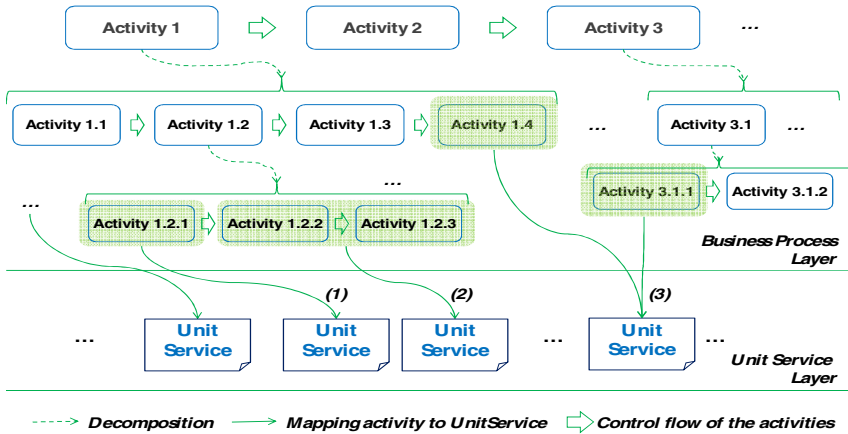 Activity 1 Activity 2 Activity 3 ...
Activity 1.1 Activity 1.2 Activity 1.3 Activity 1.4 ... Activity 3.1 ...
... ... Activity 3.1.1 Activity 3.1.2
Activity 1.2.1 Activity 1.2.2 Activity 1.2.3
Business Process
Layer
(1) (2) (3)
... Unit Service Unit Service Unit Service ... Unit Service ...
Unit Service
Layer
Decomposition Mapping activity to UnitService Control flow of the activities